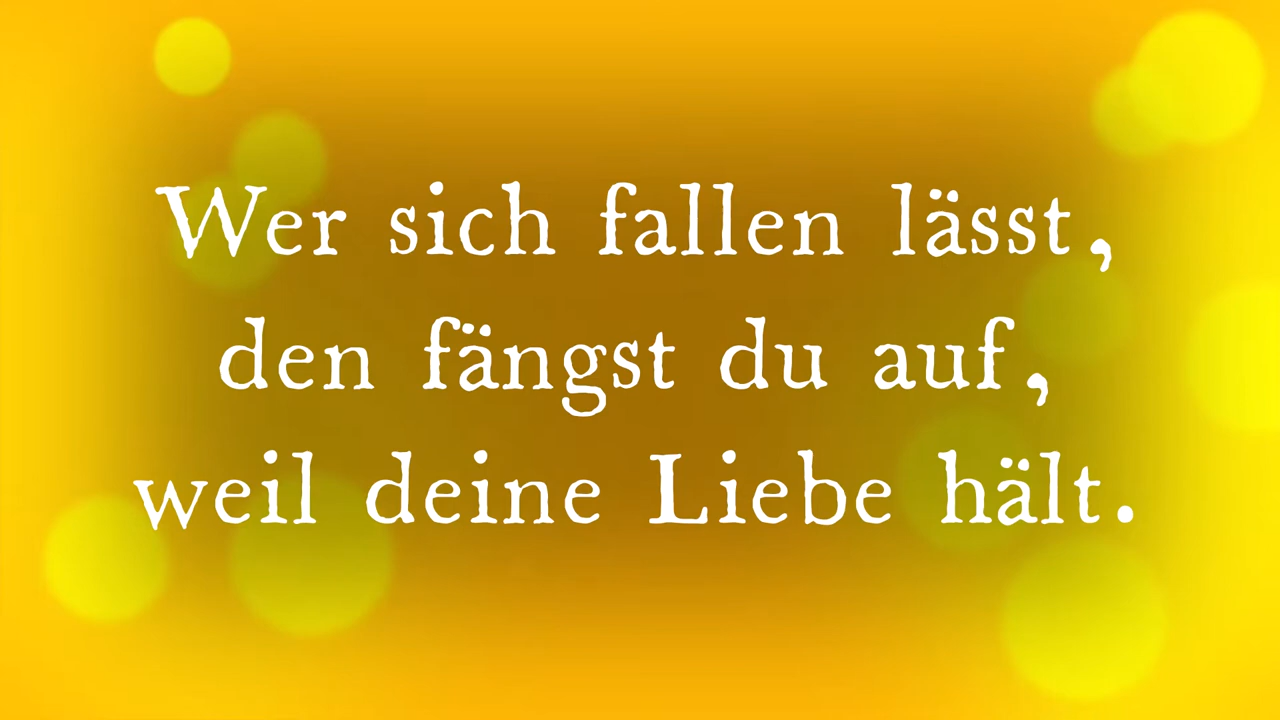 Wer sich fallen lässt,
den fängst du auf,
weil deine Liebe hält.